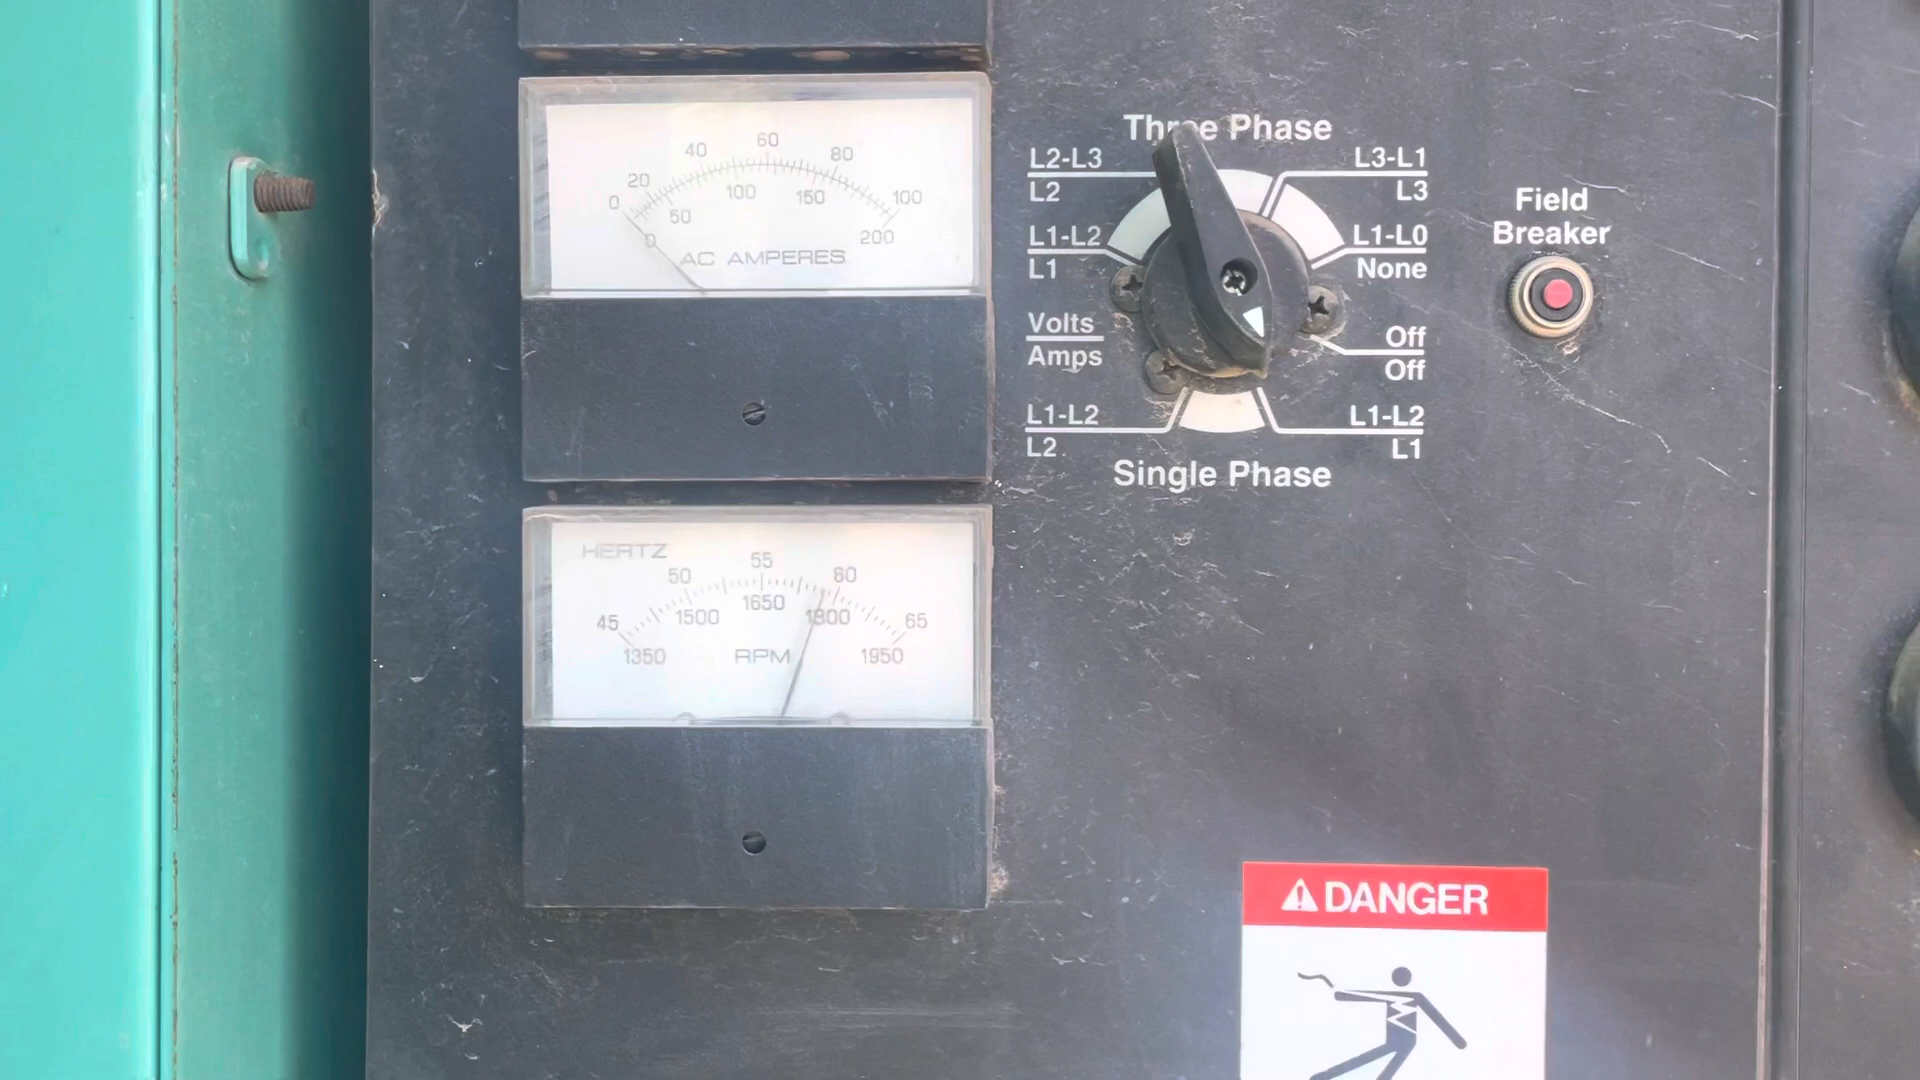 0 20 40 60 80 100
0 50 100 150 200
AC AMPERES
HERTZ
45 50 55 60 65
1350 1500 1650 1800 1950
RPM
Three Phase
L2-L3
L2
L3-L1
L3
L1-L2
L1
L1-L0
None
Volts
Amps
Off
Off
L1-L2
L2
L1-L2
L1
Single Phase
Field
Breaker
DANGER